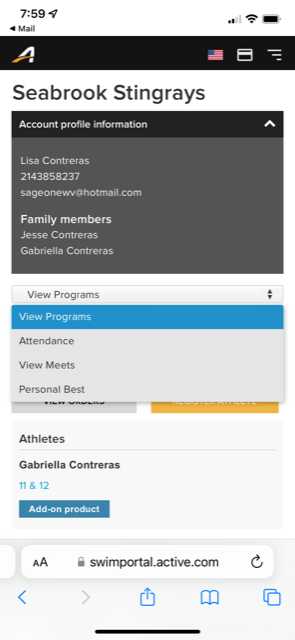 7:59
Mail
Seabrook Stingrays
Account profile information
Lisa Contreras
2143858237
sageonewv@hotmail.com
Family members
Jesse Contreras
Gabriella Contreras
View Programs
View Programs
Attendance
View Meets
Personal Best
VIEW ORDERS REGISTER ATHLETE
Athletes
Gabriella Contreras
11 & 12
Add-on product
AA swimportal.active.com